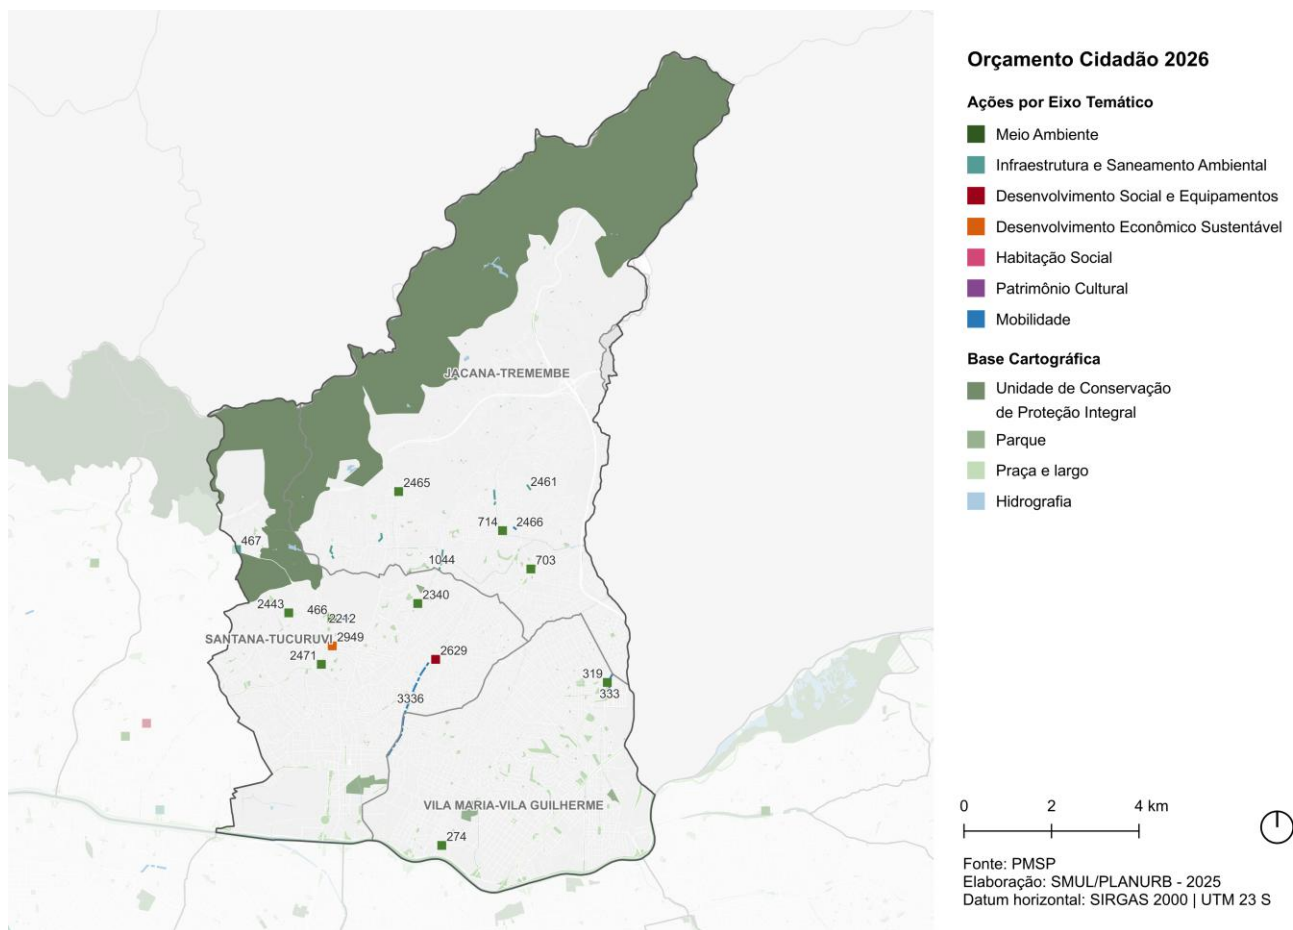 Orçamento Cidadão 2026
Ações por Eixo Temático
Meio Ambiente
Infraestrutura e Saneamento Ambiental
Desenvolvimento Social e Equipamentos
Desenvolvimento Econômico Sustentável
Habitação Social
Patrimônio Cultural
Mobilidade
Base Cartográfica
Unidade de Conservação
de Proteção Integral
Parque
Praça e largo
Hidrografia
JACANA-TREMEMBE
2465
2461
714
2466
467
1044
703
2340
2443
466
2212
SANTANA-TUCURUVI
2949
2471
2629
319
333
3336
VILA MARIA-VILA GUILHERME
274
0 2 4 km
Fonte: PMSP
Elaboração: SMUL/PLANURB - 2025
Datum horizontal: SIRGAS 2000 | UTM 23 S